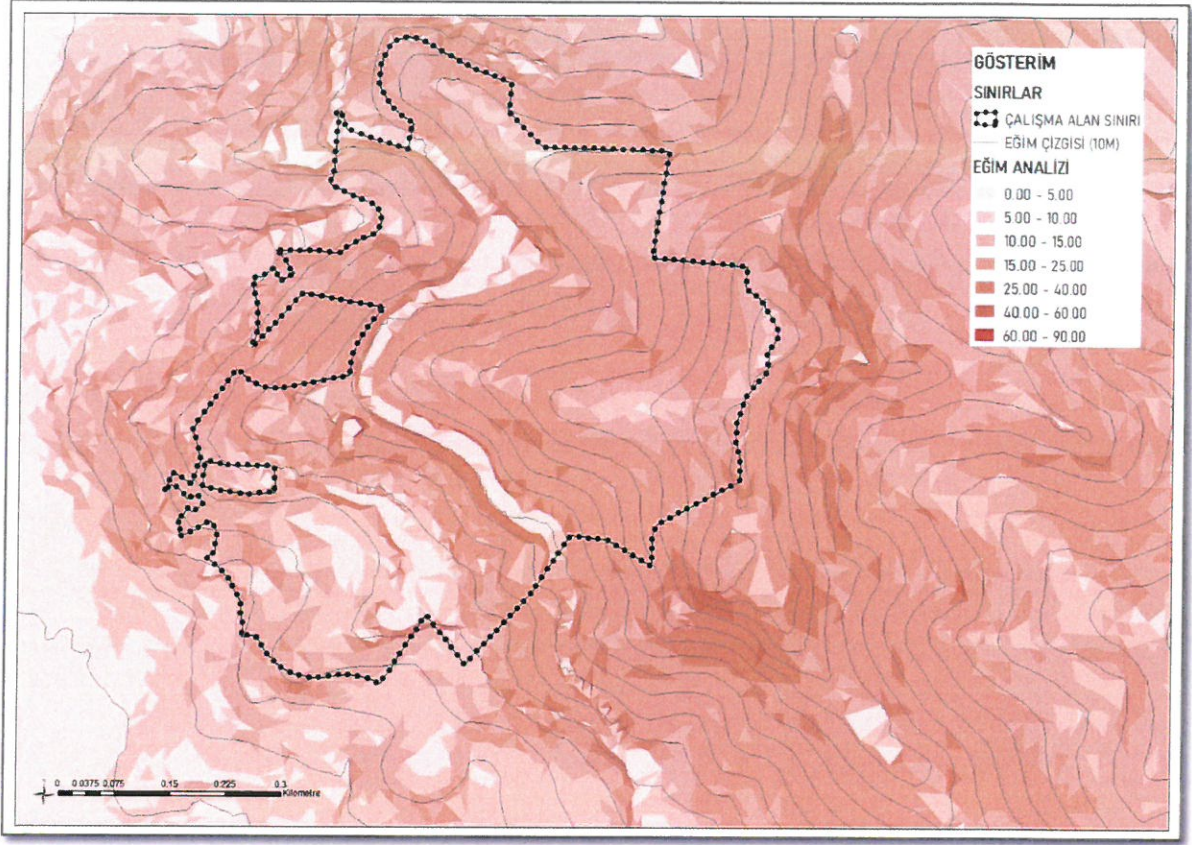 GÖSTERİM
SINIRLAR
ÇALIŞMA ALAN SINIRI
EĞİM ÇİZGİSİ (10M)
EĞİM ANALİZİ
0.00 - 5.00
5.00 - 10.00
10.00 - 15.00
15.00 - 25.00
25.00 - 40.00
40.00 - 60.00
60.00 - 90.00
0 0.0375 0.075 0.15 0.225 0.3
Kilometre